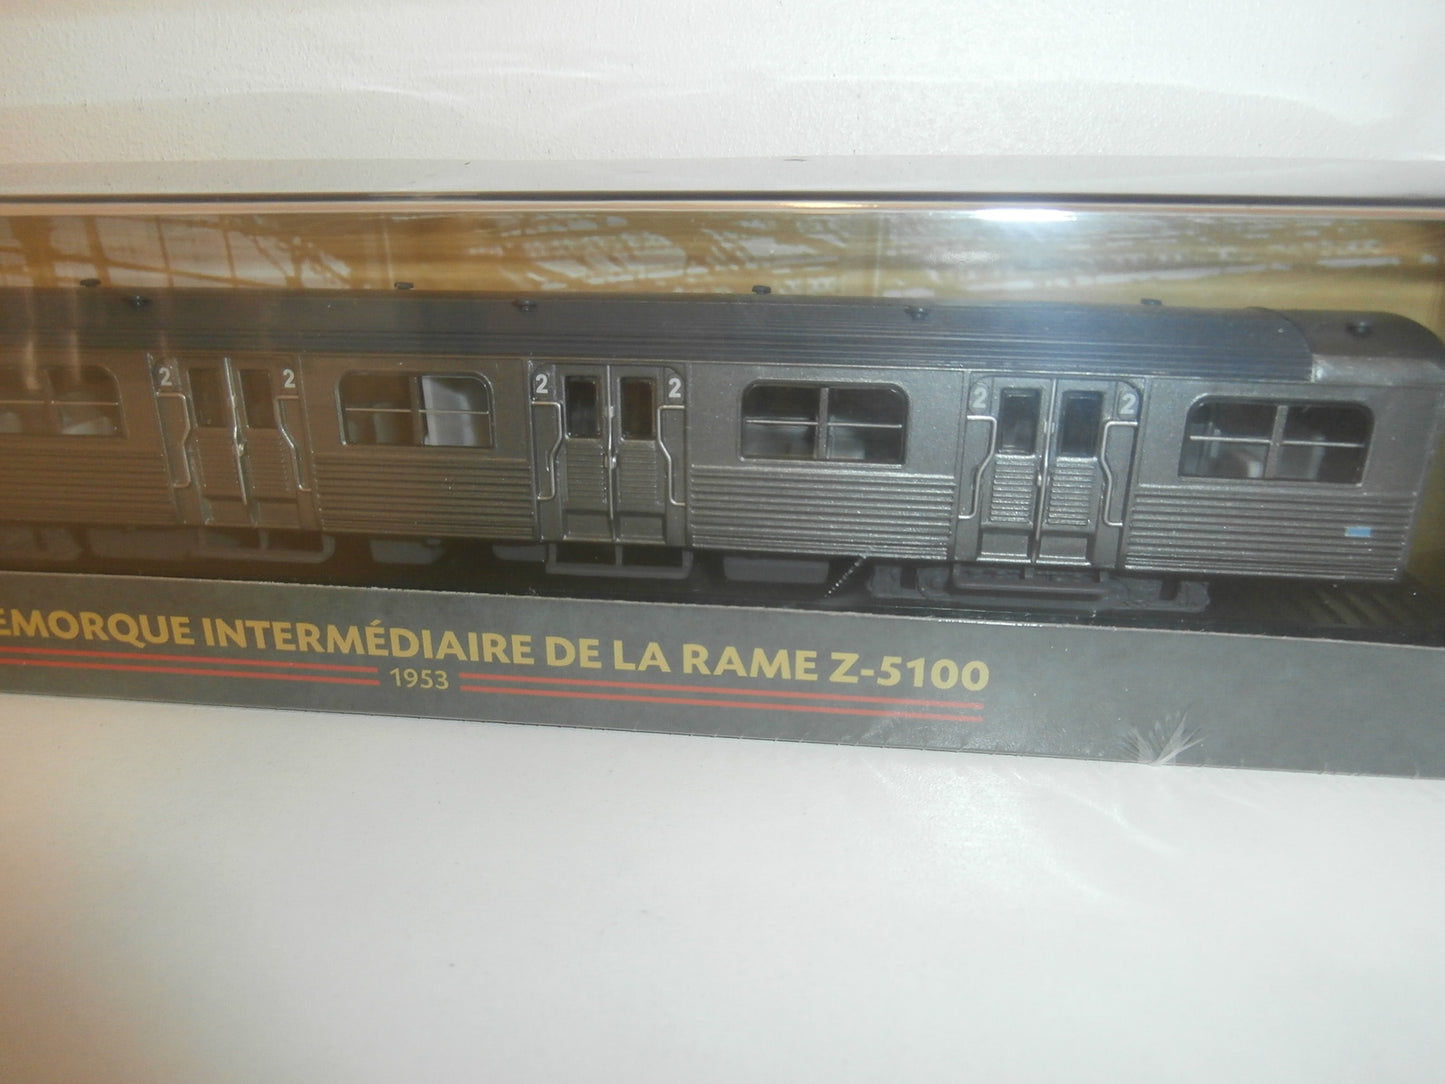 2 2 2 2 2 2
EMORQUE INTERMÉDIAIRE DE LA RAME Z-5100
1953